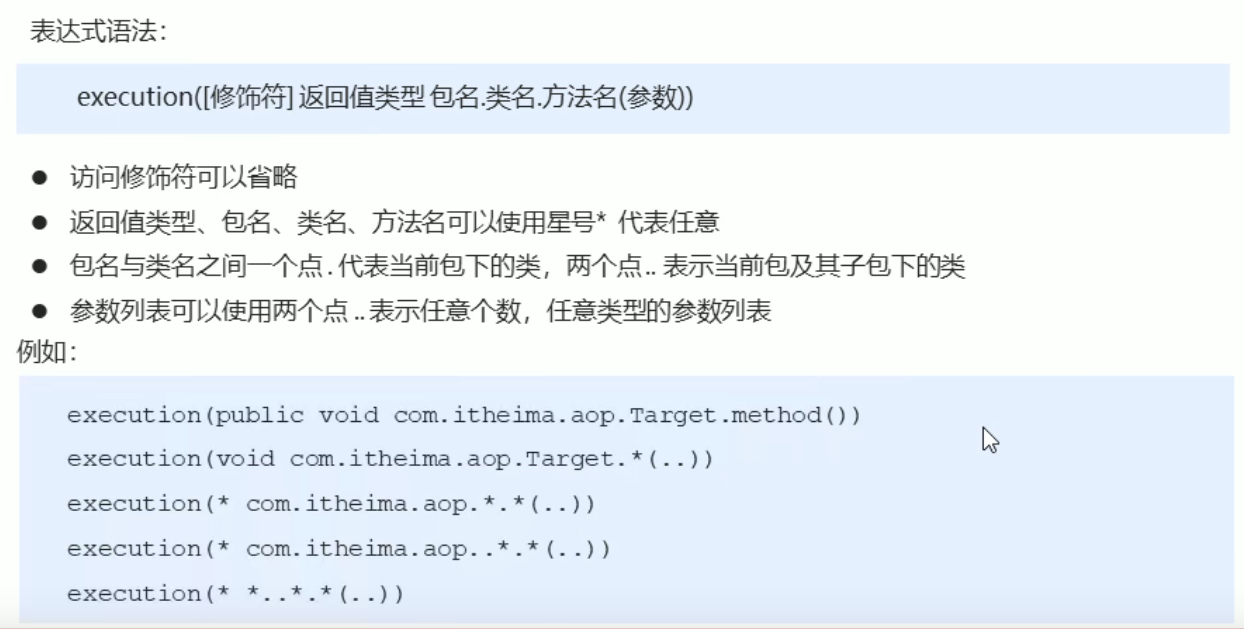 表达式语法：
execution([修饰符] 返回值类型 包名.类名.方法名(参数))
● 访问修饰符可以省略
● 返回值类型、包名、类名、方法名可以使用星号* 代表任意
● 包名与类名之间一个点 . 代表当前包下的类，两个点 .. 表示当前包及其子包下的类
● 参数列表可以使用两个点 .. 表示任意个数，任意类型的参数列表
例如：
execution(public void com.itheima.aop.Target.method())
execution(void com.itheima.aop.Target.*(..))
execution(* com.itheima.aop.*.*(..))
execution(* com.itheima.aop..*.*(..))
execution(* *..*.*(..))